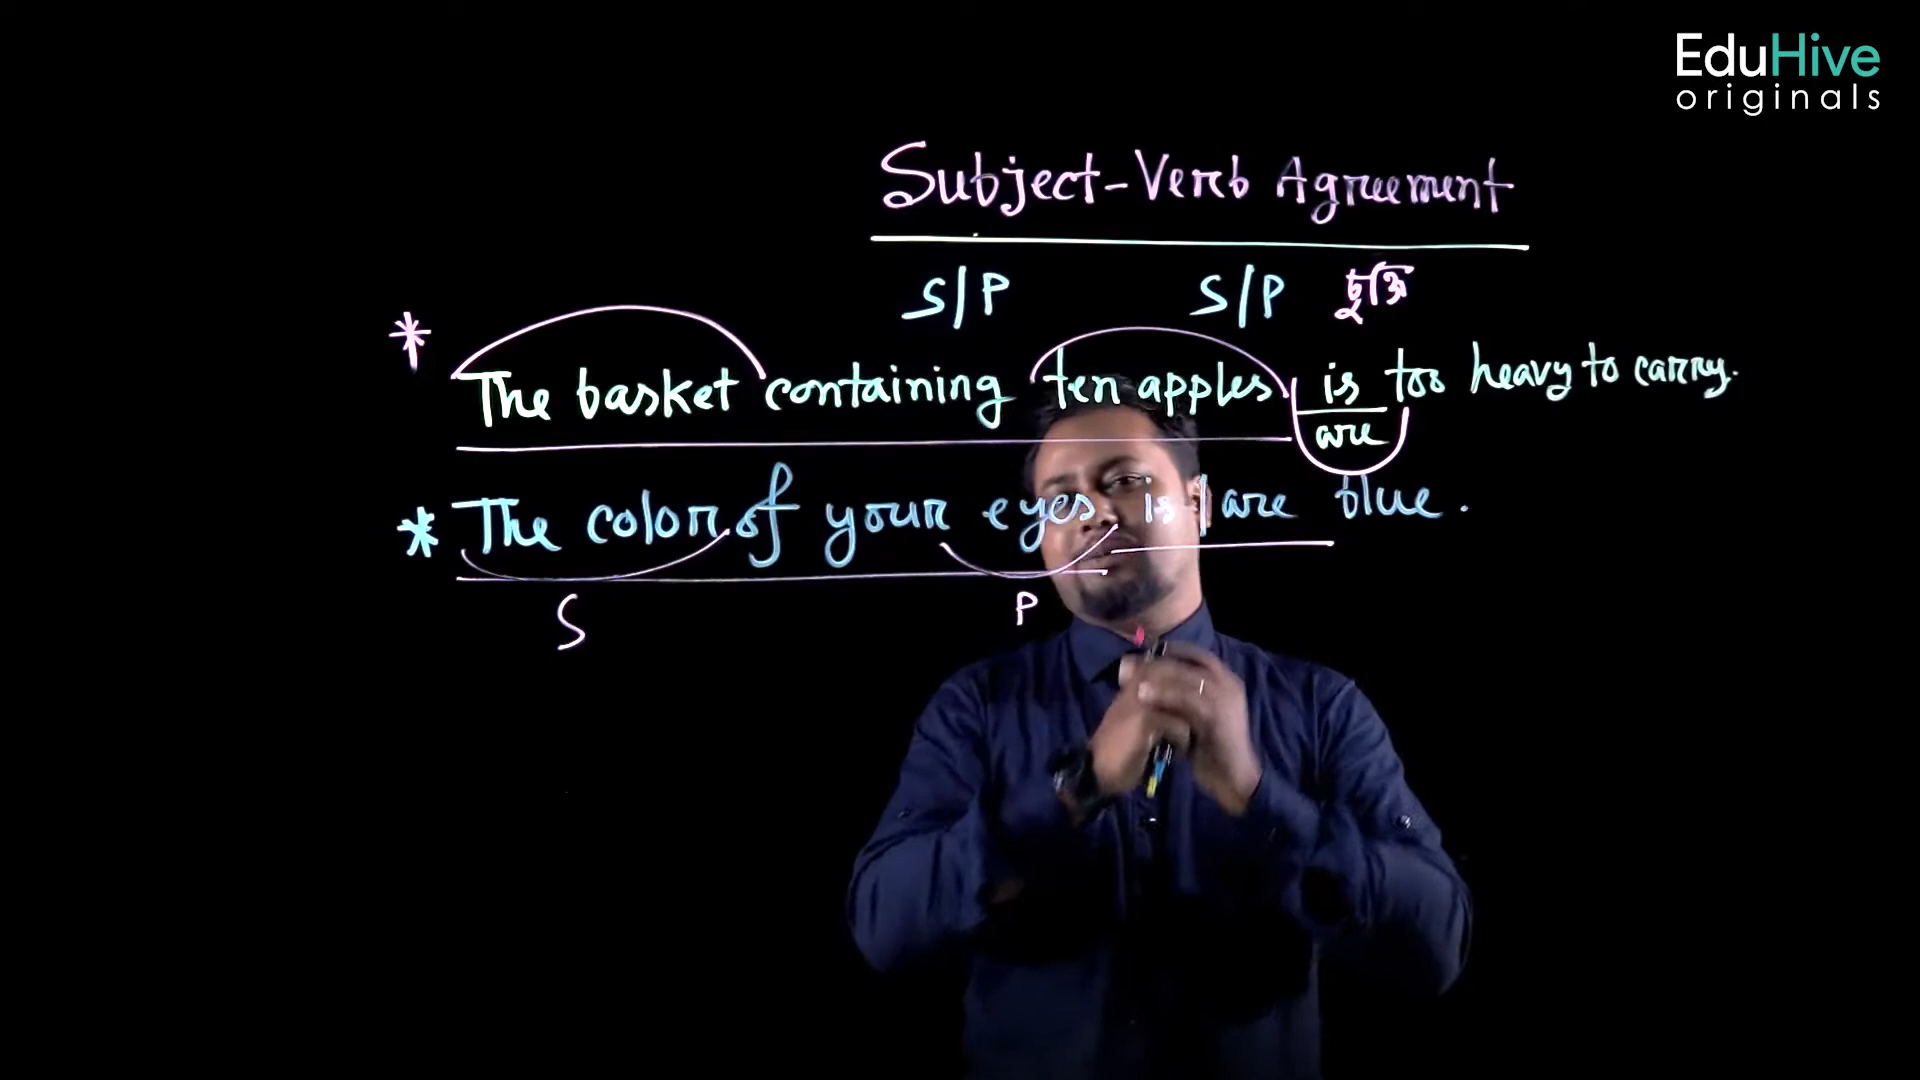 EduHive
originals
Subject-Verb Agreement
S/P S/P
* The basket containing ten apples is too heavy to carry.
are
* The color of your eyes is/are blue.
S P